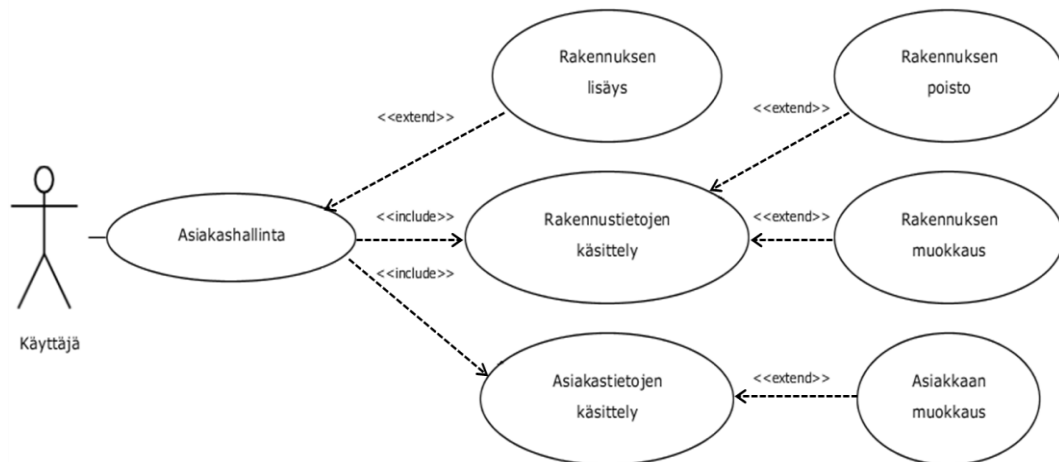 Rakennuksen
lisäys
Rakennuksen
poisto
<<extend>>
<<extend>>
Asiakashallinta
<<include>>
Rakennustietojen
käsittely
<<extend>>
Rakennuksen
muokkaus
<<include>>
Käyttäjä
Asiakastietojen
käsittely
<<extend>>
Asiakkaan
muokkaus